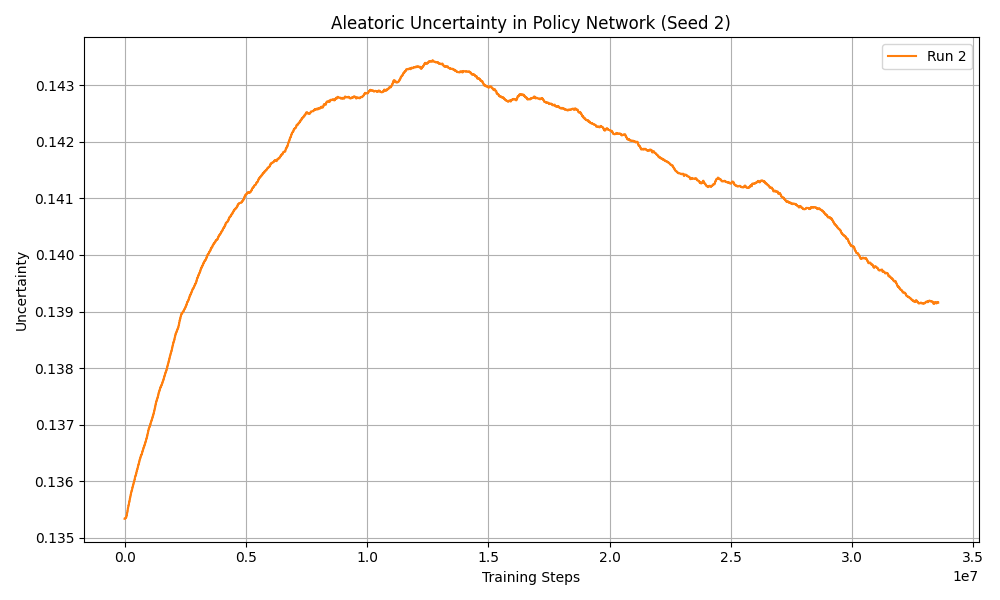 Aleatoric Uncertainty in Policy Network (Seed 2)
Run 2
Uncertainty
0.143
0.142
0.141
0.140
0.139
0.138
0.137
0.136
0.135
0.0 0.5 1.0 1.5 2.0 2.5 3.0 3.5
1e7
Training Steps